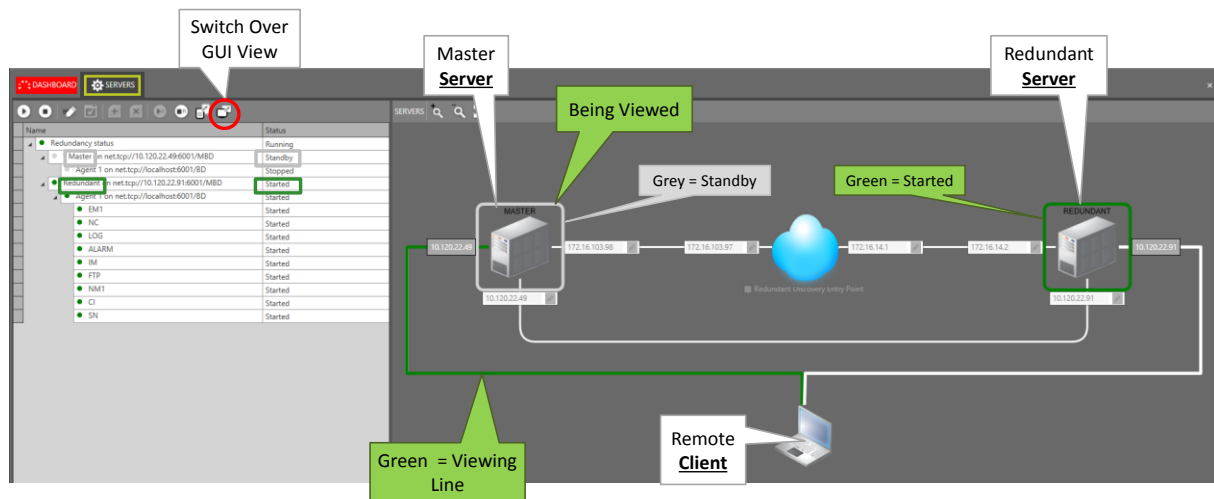 Switch Over
GUI View
Master
Server
Redundant
Server
DASHBOARD
SERVERS
Being Viewed
SERVERS
Name Status
Redundancy status Running
Master on net.tcp://10.120.22.49:6001/MBD Standby
Agent 1 on net.tcp://localhost:6001/BD Stopped
Redundant on net.tcp://10.120.22.91:6001/MBD Started
Agent 1 on net.tcp://localhost:6001/BD Started
EM1 Started
NC Started
LOG Started
ALARM Started
IM Started
FTP Started
NM1 Started
CI Started
SN Started
Grey = Standby
Green = Started
MASTER
REDUNDANT
10.120.22.49
172.16.103.98
172.16.103.97
172.16.14.1
172.16.14.2
10.120.22.91
Redundant Discovery Entry Point
10.120.22.49
10.120.22.91
Green = Viewing
Line
Remote
Client